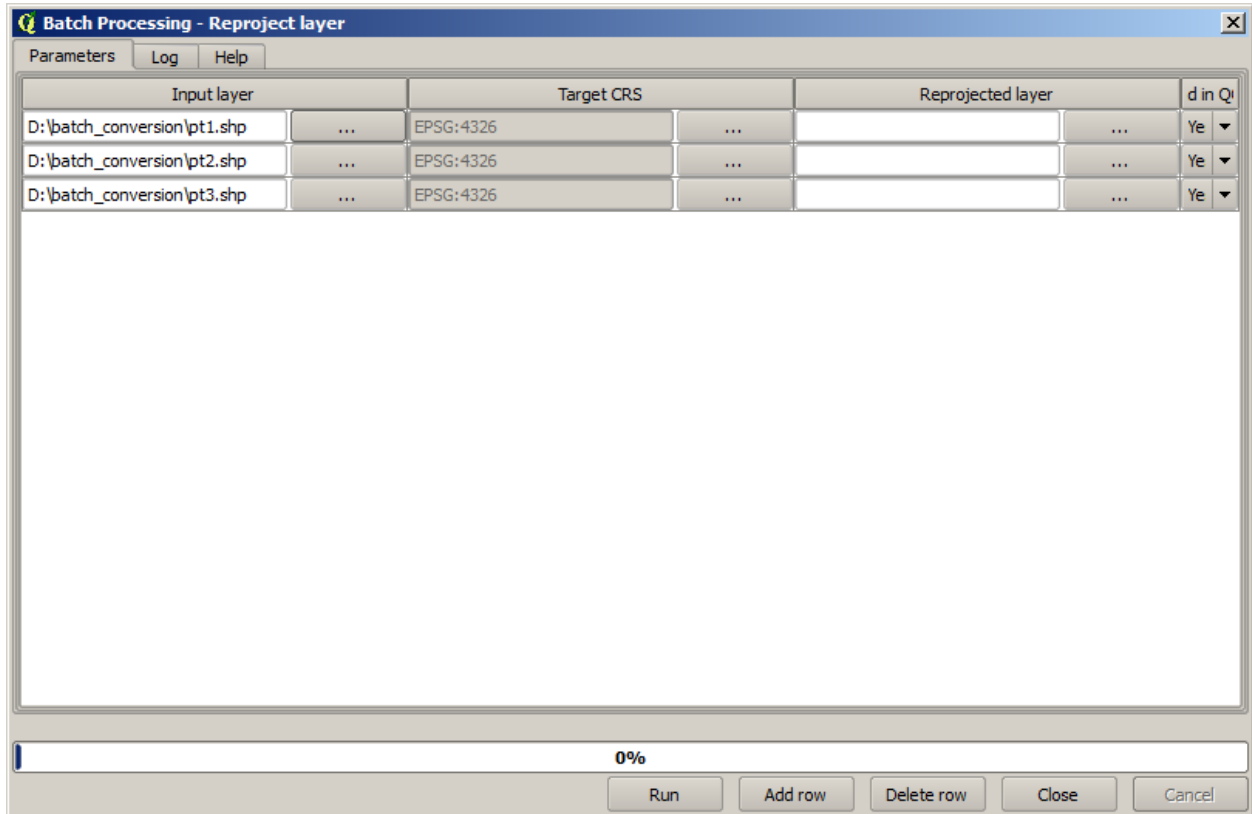 Batch Processing - Reproject layer
Parameters Log Help
Input layer Target CRS Reprojected layer d in Q
D:\batch_conversion\pt1.shp ... EPSG:4326 ... ... Ye
D:\batch_conversion\pt2.shp ... EPSG:4326 ... ... Ye
D:\batch_conversion\pt3.shp ... EPSG:4326 ... ... Ye
0%
Run Add row Delete row Close Cancel